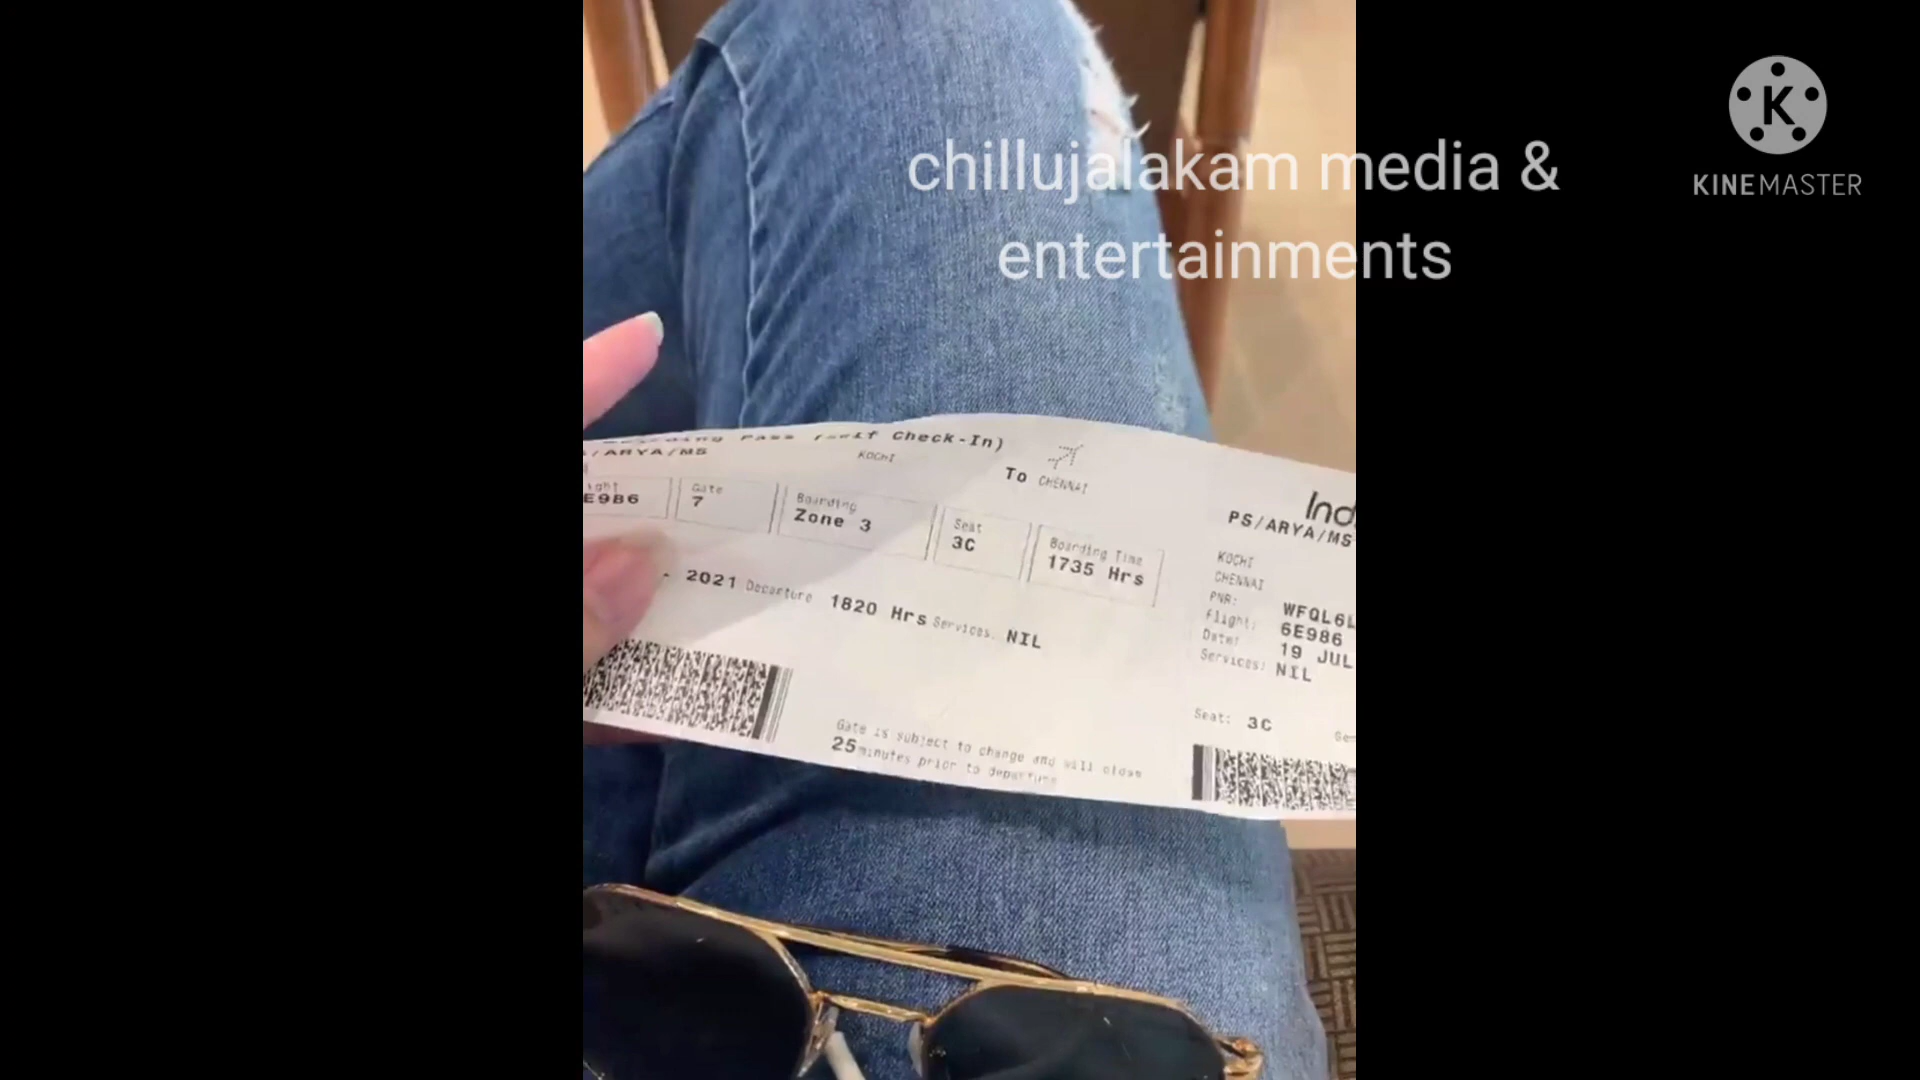 chillujalakam media &
entertainments
KINEMASTER
Check-In)
/ARYA/MS
KOCHI
To CHENNAI
E986
Gate
7
Boarding
Zone 3
Seat
3C
Boarding Time
1735 Hrs
- 2021 Departure 1820 Hrs Services. NIL
Gate is subject to change and will close
25 minutes prior to departure
Ind
PS/ARYA/MS
KOCHI
CHENNAI
PNR: WFQL6L
Flight: 6E986
Date: 19 JUL
Services: NIL
Seat: 3C